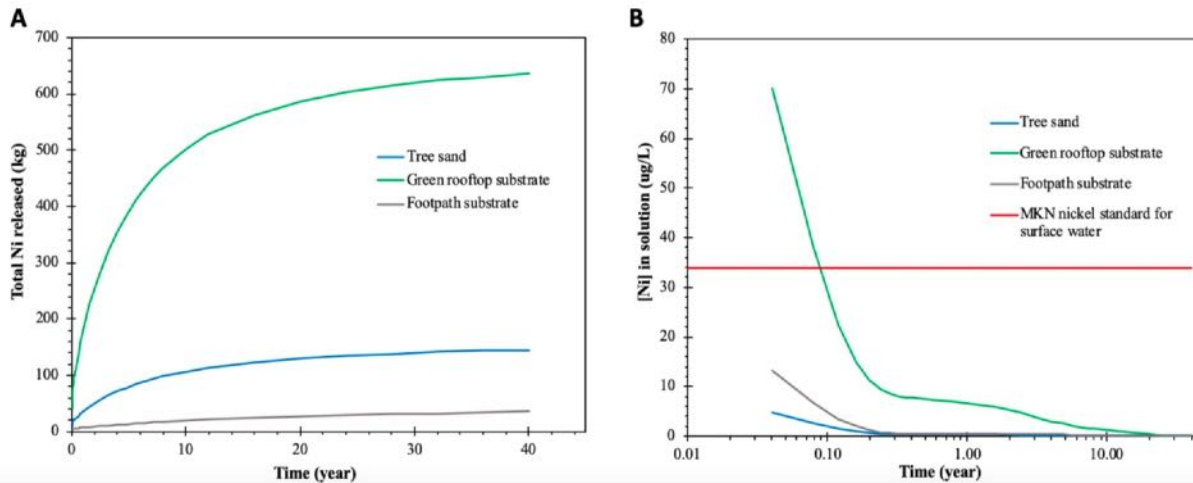 A
B
Total Ni released (kg)
700
600
500
400
300
200
100
0
Tree sand
Green rooftop substrate
Footpath substrate
0
10
20
30
40
Time (year)
[Ni] in solution (ug/L)
80
70
60
50
40
30
20
10
0
Tree sand
Green rooftop substrate
Footpath substrate
MKN nickel standard for
surface water
0.01
0.10
1.00
10.00
Time (year)